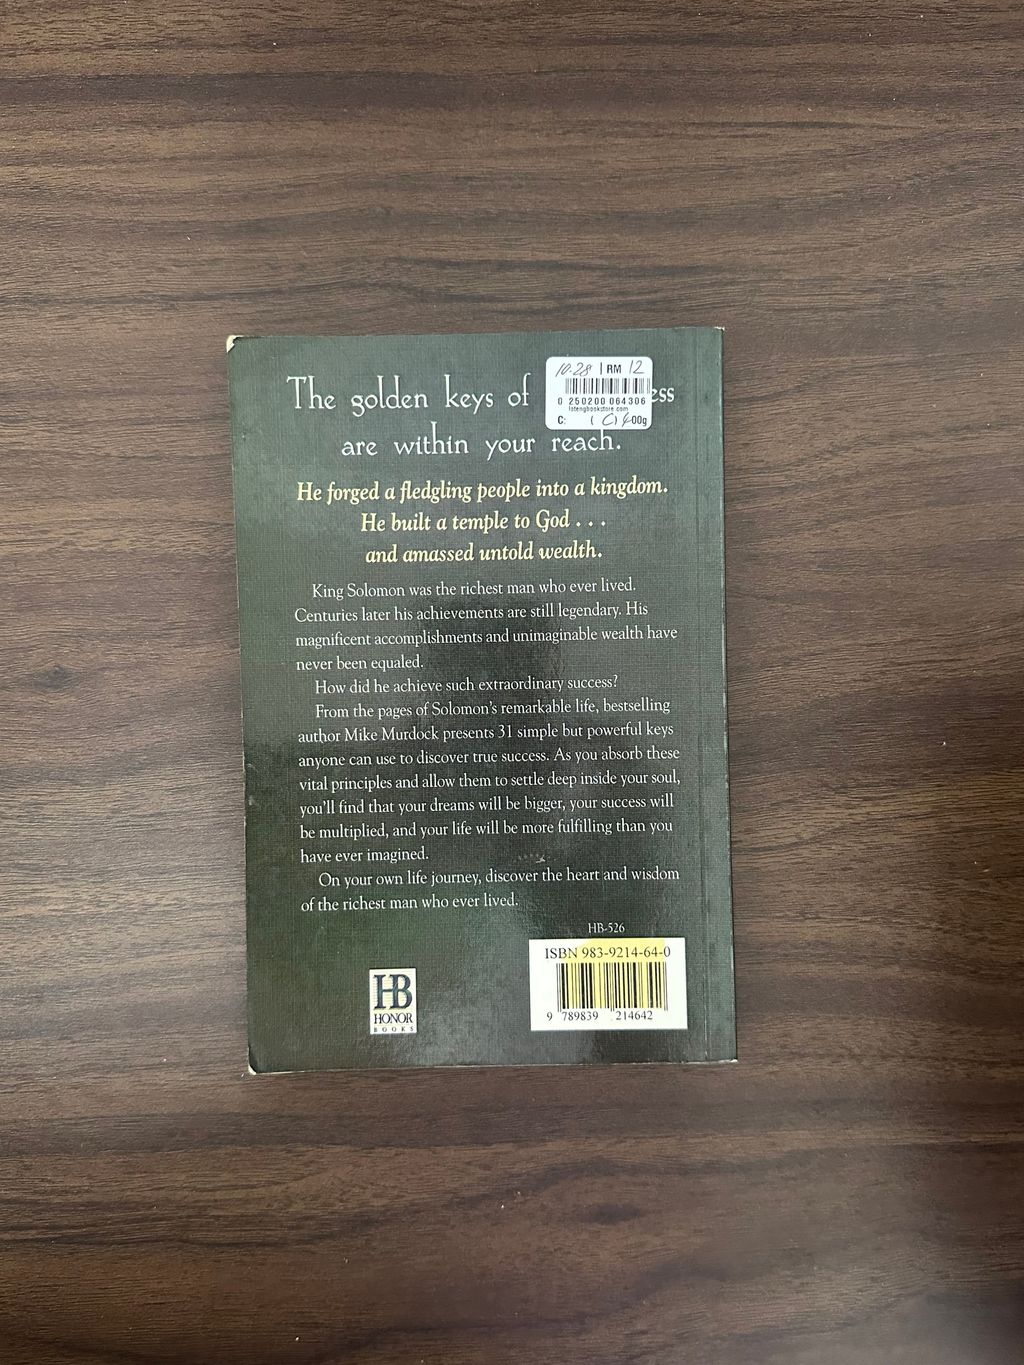 10.28 | RM 12
0 250200 064306
C: ( C ) 00g
The golden keys of ess
are within your reach.
He forged a fledgling people into a kingdom.
He built a temple to God . . .
and amassed untold wealth.
King Solomon was the richest man who ever lived.
Centuries later his achievements are still legendary. His
magnificent accomplishments and unimaginable wealth have
never been equaled.
How did he achieve such extraordinary success?
From the pages of Solomon's remarkable life, bestselling
author Mike Murdock presents 31 simple but powerful keys
anyone can use to discover true success. As you absorb these
vital principles and allow them to settle deep inside your soul,
you'll find that your dreams will be bigger, your success will
be multiplied, and your life will be more fulfilling than you
have ever imagined.
On your own life journey, discover the heart and wisdom
of the richest man who ever lived.
HB-526
ISBN 983-9214-64-0
9 789839 214642
HB
HONOR
BOOKS